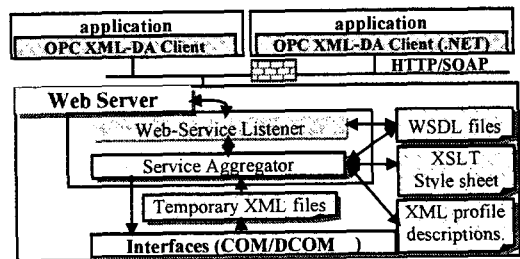 application
OPC XML-DA Client
application
OPC XML-DA Client (.NET)
HTTP/SOAP
Web Server
Web-Service Listener
WSDL files
Service Aggregator
XSLT
Style sheet
Temporary XML files
XML profile
descriptions.
Interfaces (COM/DCOM )